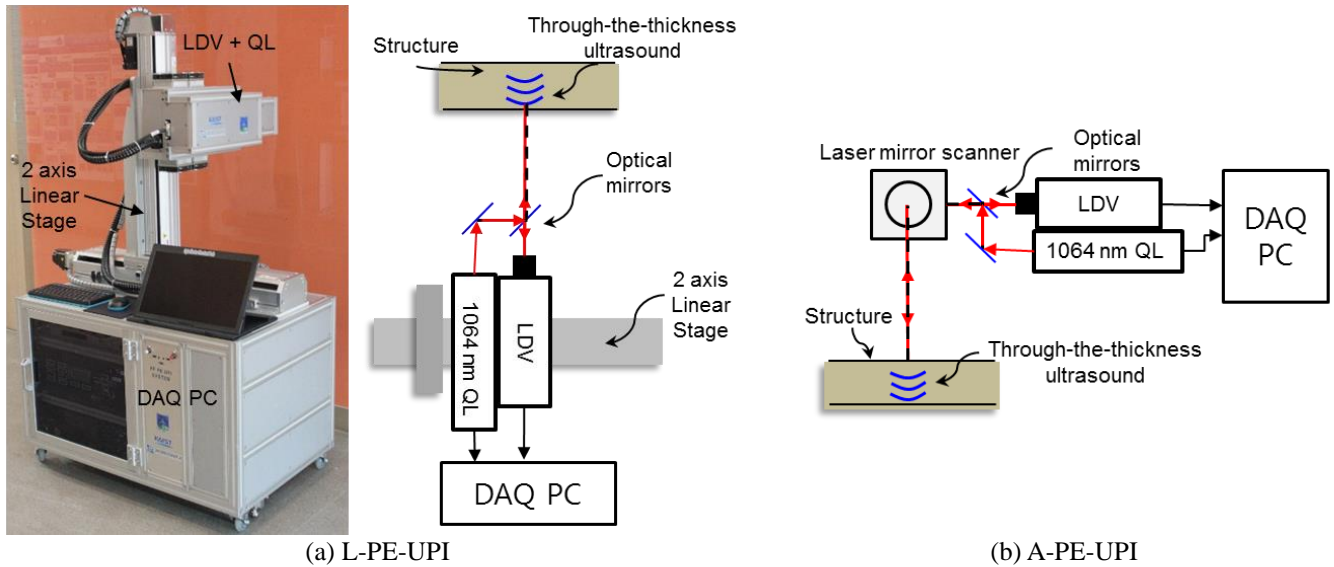 LDV + QL
2 axis
Linear
Stage
DAQ PC
KAIST
Structure
Through-the-thickness
ultrasound
Optical
mirrors
1064 nm QL
LDV
2 axis
Linear
Stage
DAQ PC
(a) L-PE-UPI
Laser mirror scanner
Optical
mirrors
LDV
1064 nm QL
DAQ
PC
Structure
Through-the-thickness
ultrasound
(b) A-PE-UPI